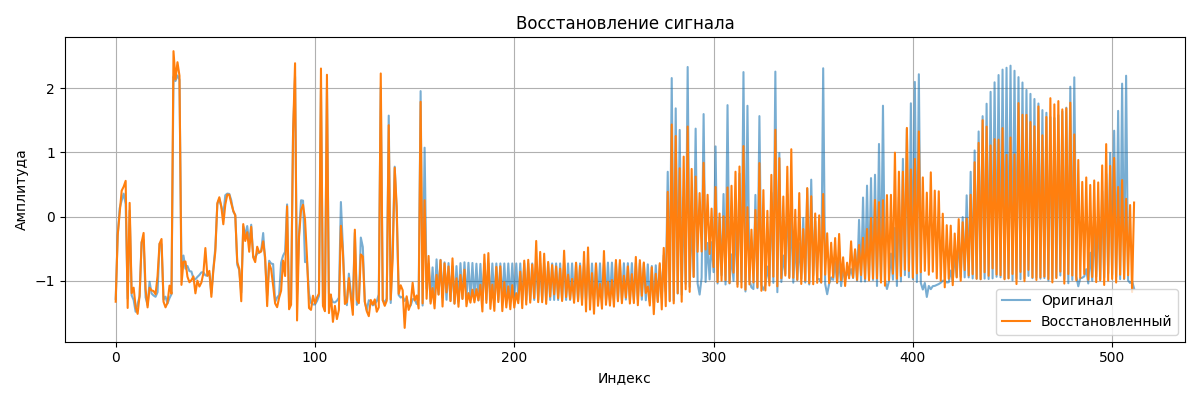 Восстановление сигнала
Амплитуда
2
1
0
−1
0
100
200
300
400
500
Индекс
Оригинал
Восстановленный